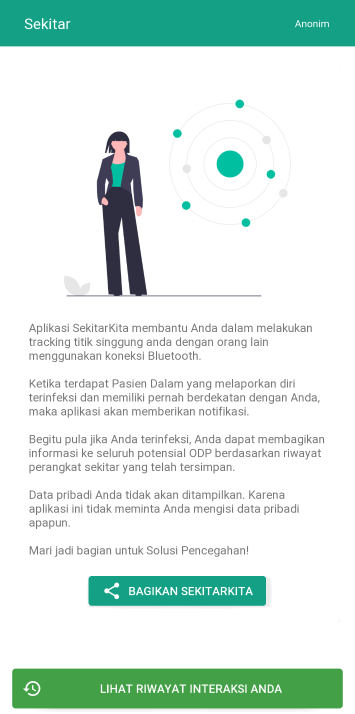 Sekitar
Anonim
Aplikasi SekitarKita membantu Anda dalam melakukan
tracking titik singgung anda dengan orang lain
menggunakan koneksi Bluetooth.
Ketika terdapat Pasien Dalam yang melaporkan diri
terinfeksi dan memiliki pernah berdekatan dengan Anda,
maka aplikasi akan memberikan notifikasi.
Begitu pula jika Anda terinfeksi, Anda dapat membagikan
informasi ke seluruh potensial ODP berdasarkan riwayat
perangkat sekitar yang telah tersimpan.
Data pribadi Anda tidak akan ditampilkan. Karena
aplikasi ini tidak meminta Anda mengisi data pribadi
apapun.
Mari jadi bagian untuk Solusi Pencegahan!
BAGIKAN SEKITARKITA
LIHAT RIWAYAT INTERAKSI ANDA